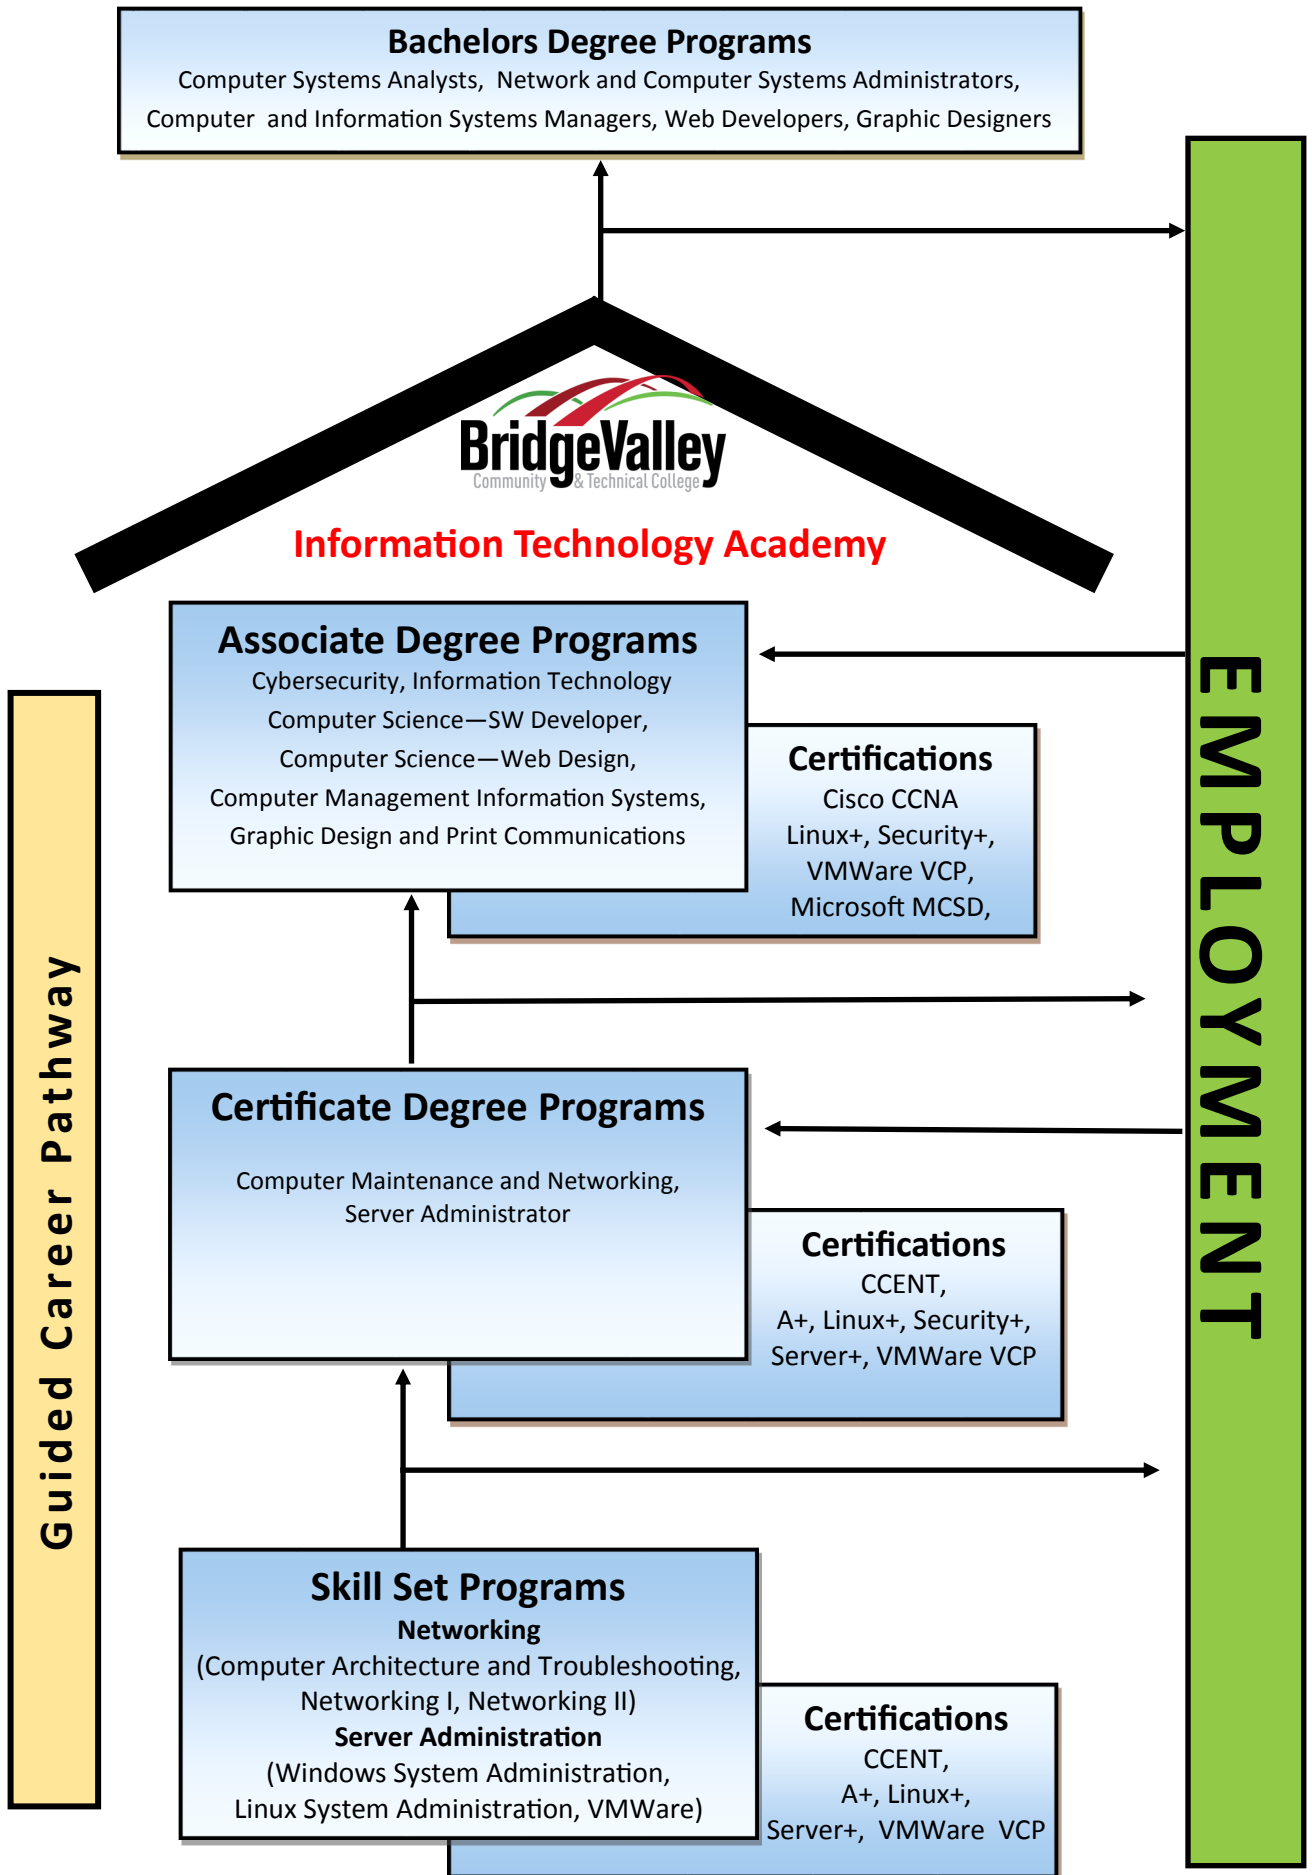 Bachelors Degree Programs
Computer Systems Analysts, Network and Computer Systems Administrators,
Computer and Information Systems Managers, Web Developers, Graphic Designers
BridgeValley
Community & Technical College
Information Technology Academy
Associate Degree Programs
Cybersecurity, Information Technology
Computer Science—SW Developer,
Computer Science—Web Design,
Computer Management Information Systems,
Graphic Design and Print Communications
Certifications
Cisco CCNA
Linux+, Security+,
VMWare VCP,
Microsoft MCSD,
Certificate Degree Programs
Computer Maintenance and Networking,
Server Administrator
Certifications
CCENT,
A+, Linux+, Security+,
Server+, VMWare VCP
Skill Set Programs
Networking
(Computer Architecture and Troubleshooting,
Networking I, Networking II)
Server Administration
(Windows System Administration,
Linux System Administration, VMWare)
Certifications
CCENT,
A+, Linux+,
Server+, VMWare VCP
Guided Career Pathway
EMPLOYMENT